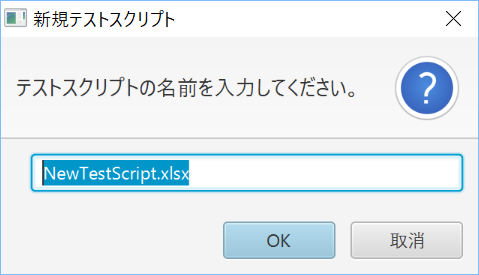 新規テストスクリプト
テストスクリプトの名前を入力してください。
?
NewTestScript.xlsx
OK
取消